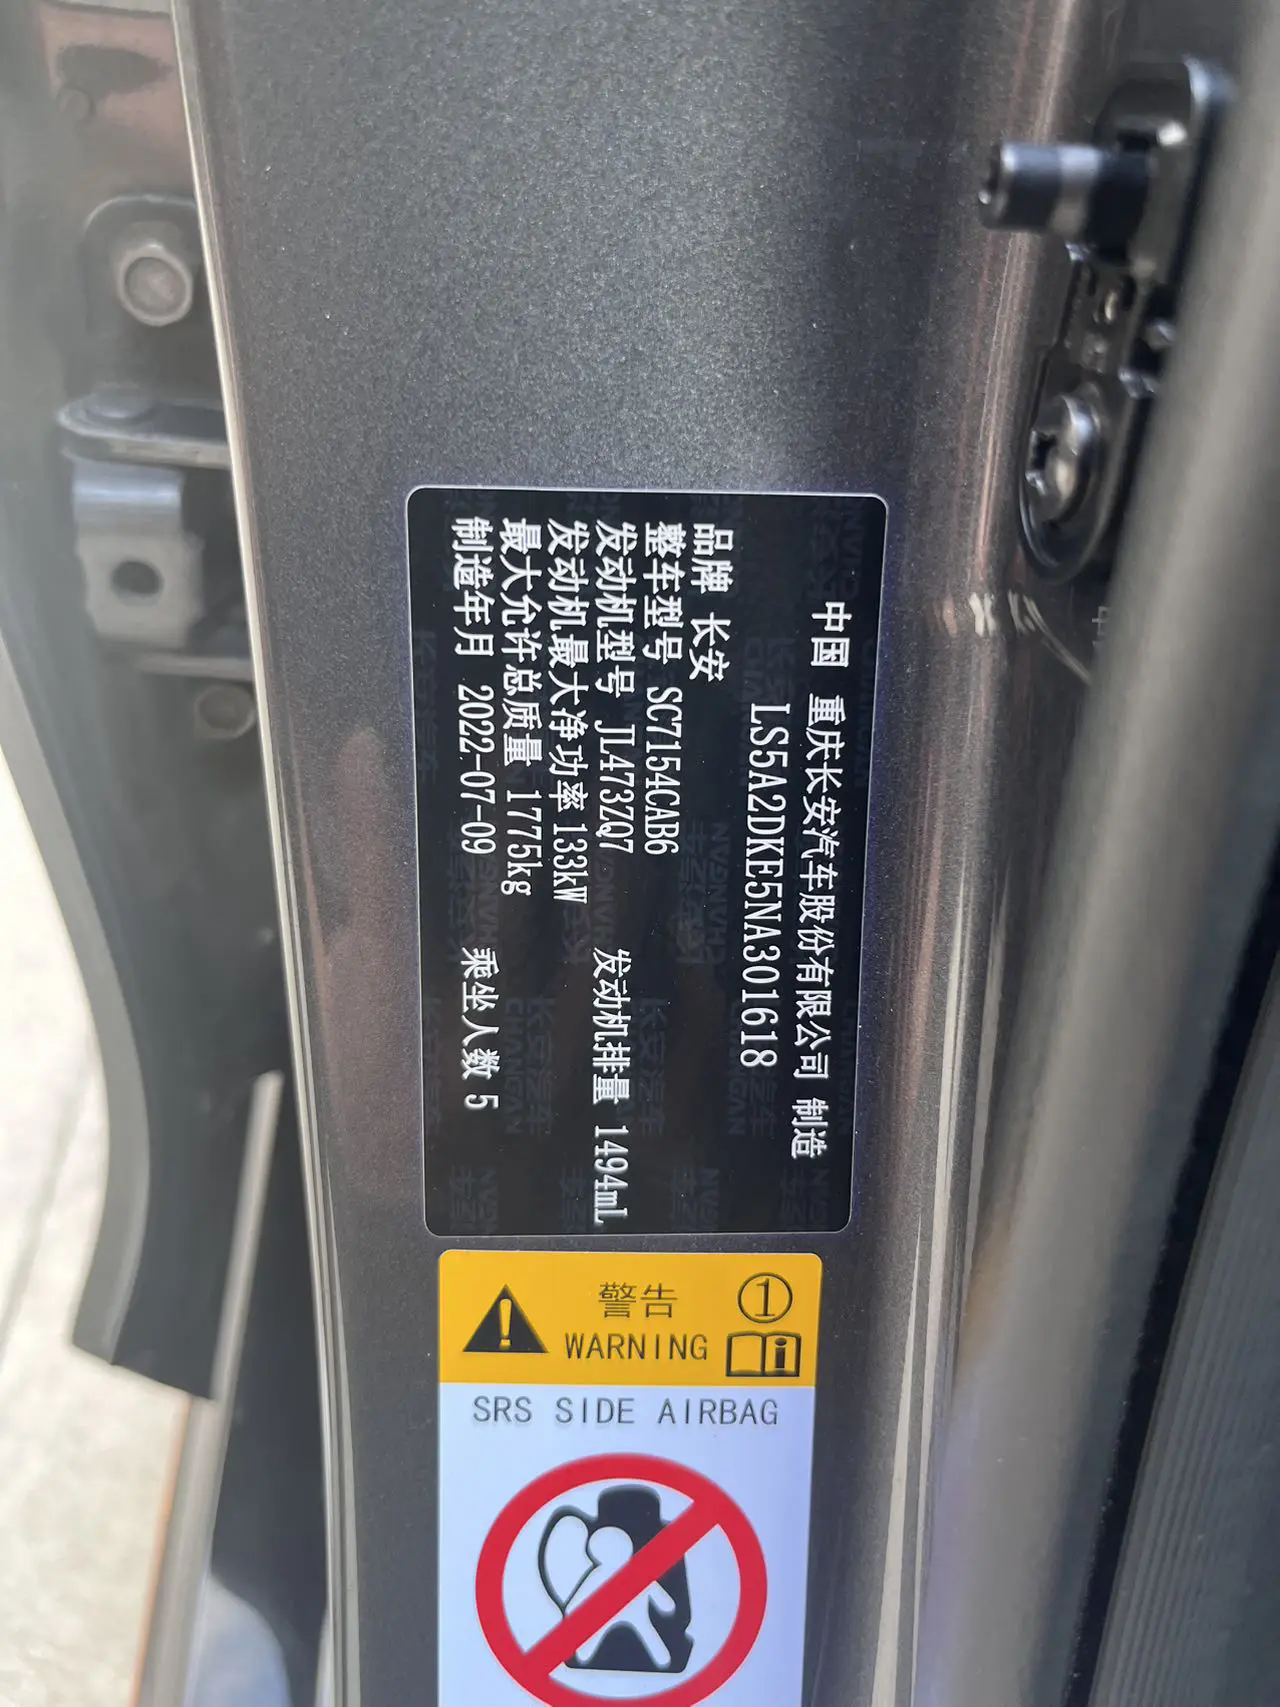 中国 重庆长安汽车股份有限公司 制造
LS5A2DKE5NA301618
品牌 长安
整车型号 SC7154CAB6
发动机型号 JL473ZQ7 发动机排量 1494mL
发动机最大净功率 133kW
最大允许总质量 1775kg
制造年月 2022-07-09 乘坐人数 5
警告 ①
WARNING
SRS SIDE AIRBAG